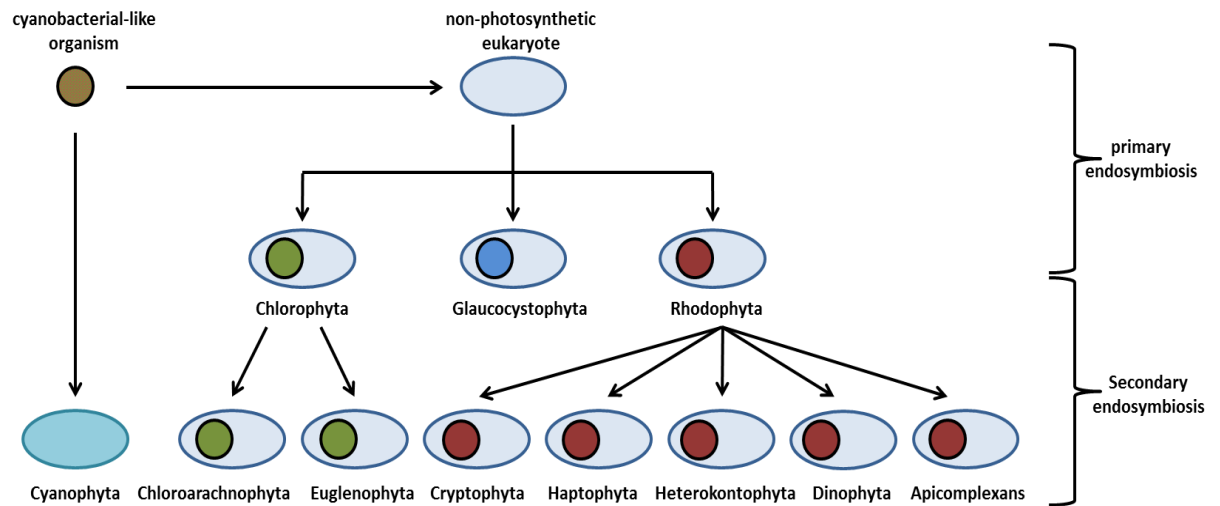 cyanobacterial-like
organism
non-photosynthetic
eukaryote
primary
endosymbiosis
Chlorophyta
Glaucocystophyta
Rhodophyta
Secondary
endosymbiosis
Cyanophyta
Chloroarachnophyta
Euglenophyta
Cryptophyta
Haptophyta
Heterokontophyta
Dinophyta
Apicomplexans